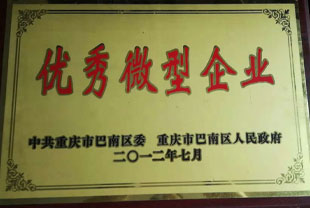 优秀微型企业
中共重庆市巴南区委 重庆市巴南区人民政府
二〇一二年七月